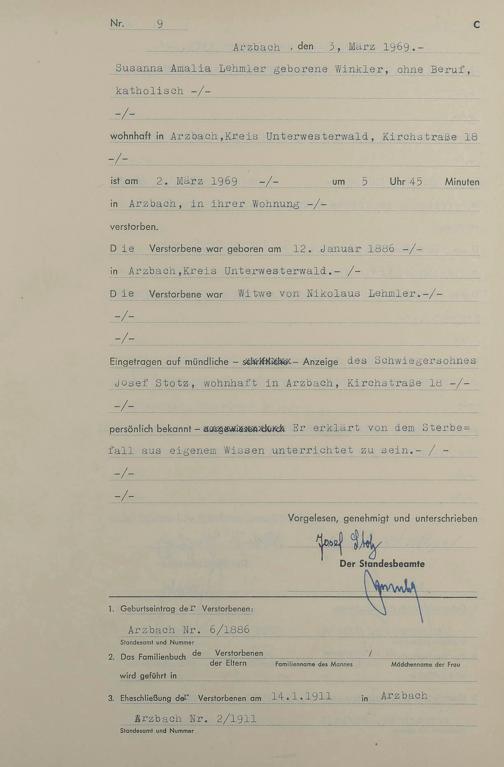 Nr. 9 C
Arzbach , den 3. März 1969.-
Susanna Amalia Lehmler geborene Winkler, ohne Beruf,
katholisch -/-
-/-
wohnhaft in Arzbach,Kreis Unterwesterwald, Kirchstraße 18
-/-
ist am 2. März 1969 -/- um 5 Uhr 45 Minuten
in Arzbach, in ihrer Wohnung -/-
verstorben.
Die Verstorbene war geboren am 12. Januar 1886 -/-
in Arzbach,Kreis Unterwesterwald.- /-
Die Verstorbene war Witwe von Nikolaus Lehmler.-/-
-/-
-/-
Eingetragen auf mündliche – schriftliche – Anzeige des Schwiegersohnes
Josef Stotz, wohnhaft in Arzbach, Kirchstraße 18 -/-
-/-
persönlich bekannt – ausgewiesen durch Er erklärt von dem Sterbe=
fall aus eigenem Wissen unterrichtet zu sein.- / -
-/-
-/-
Vorgelesen, genehmigt und unterschrieben
Josef Stotz
Der Standesbeamte
1. Geburtseintrag der Verstorbenen:
Arzbach Nr. 6/1886
Standesamt und Nummer
2. Das Familienbuch de Verstorbenen /
der Eltern Familienname des Mannes Mädchenname der Frau
wird geführt in
3. Eheschließung der Verstorbenen am 14.1.1911 in Arzbach
Arzbach Nr. 2/1911
Standesamt und Nummer